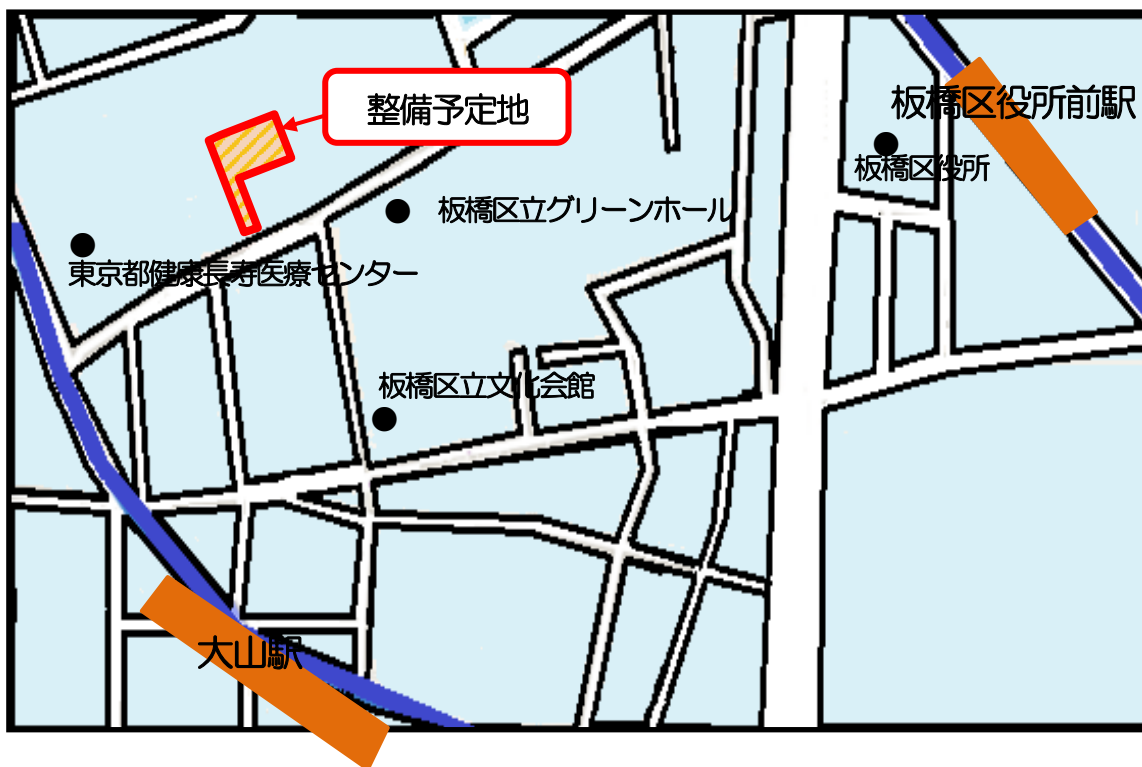 整備予定地
板橋区役所前駅
板橋区役所
板橋区立グリーンホール
東京都健康長寿医療センター
板橋区立文化会館
大山駅